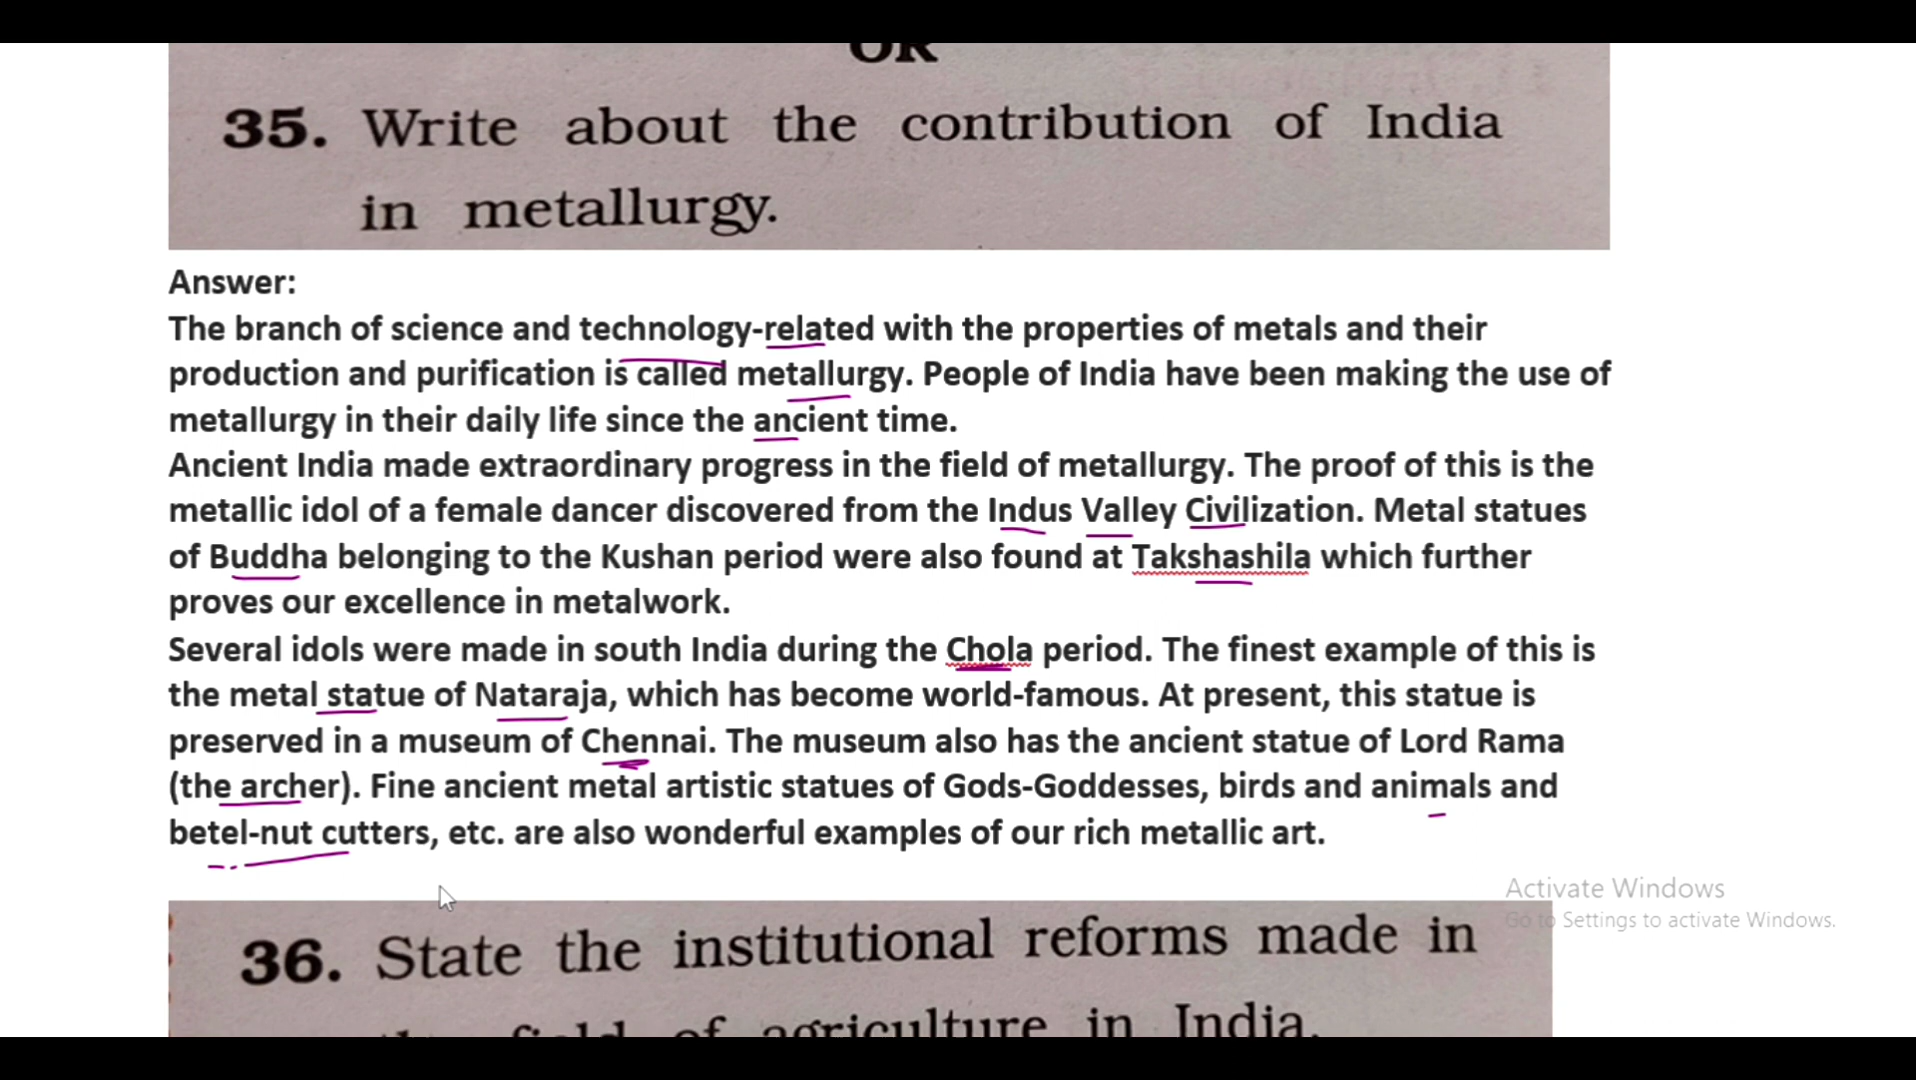 OR
35. Write about the contribution of India
in metallurgy.
Answer:
The branch of science and technology-related with the properties of metals and their
production and purification is called metallurgy. People of India have been making the use of
metallurgy in their daily life since the ancient time.
Ancient India made extraordinary progress in the field of metallurgy. The proof of this is the
metallic idol of a female dancer discovered from the Indus Valley Civilization. Metal statues
of Buddha belonging to the Kushan period were also found at Takshashila which further
proves our excellence in metalwork.
Several idols were made in south India during the Chola period. The finest example of this is
the metal statue of Nataraja, which has become world-famous. At present, this statue is
preserved in a museum of Chennai. The museum also has the ancient statue of Lord Rama
(the archer). Fine ancient metal artistic statues of Gods-Goddesses, birds and animals and
betel-nut cutters, etc. are also wonderful examples of our rich metallic art.
Activate Windows
Go to Settings to activate Windows.
36. State the institutional reforms made in
the field of agriculture in India.